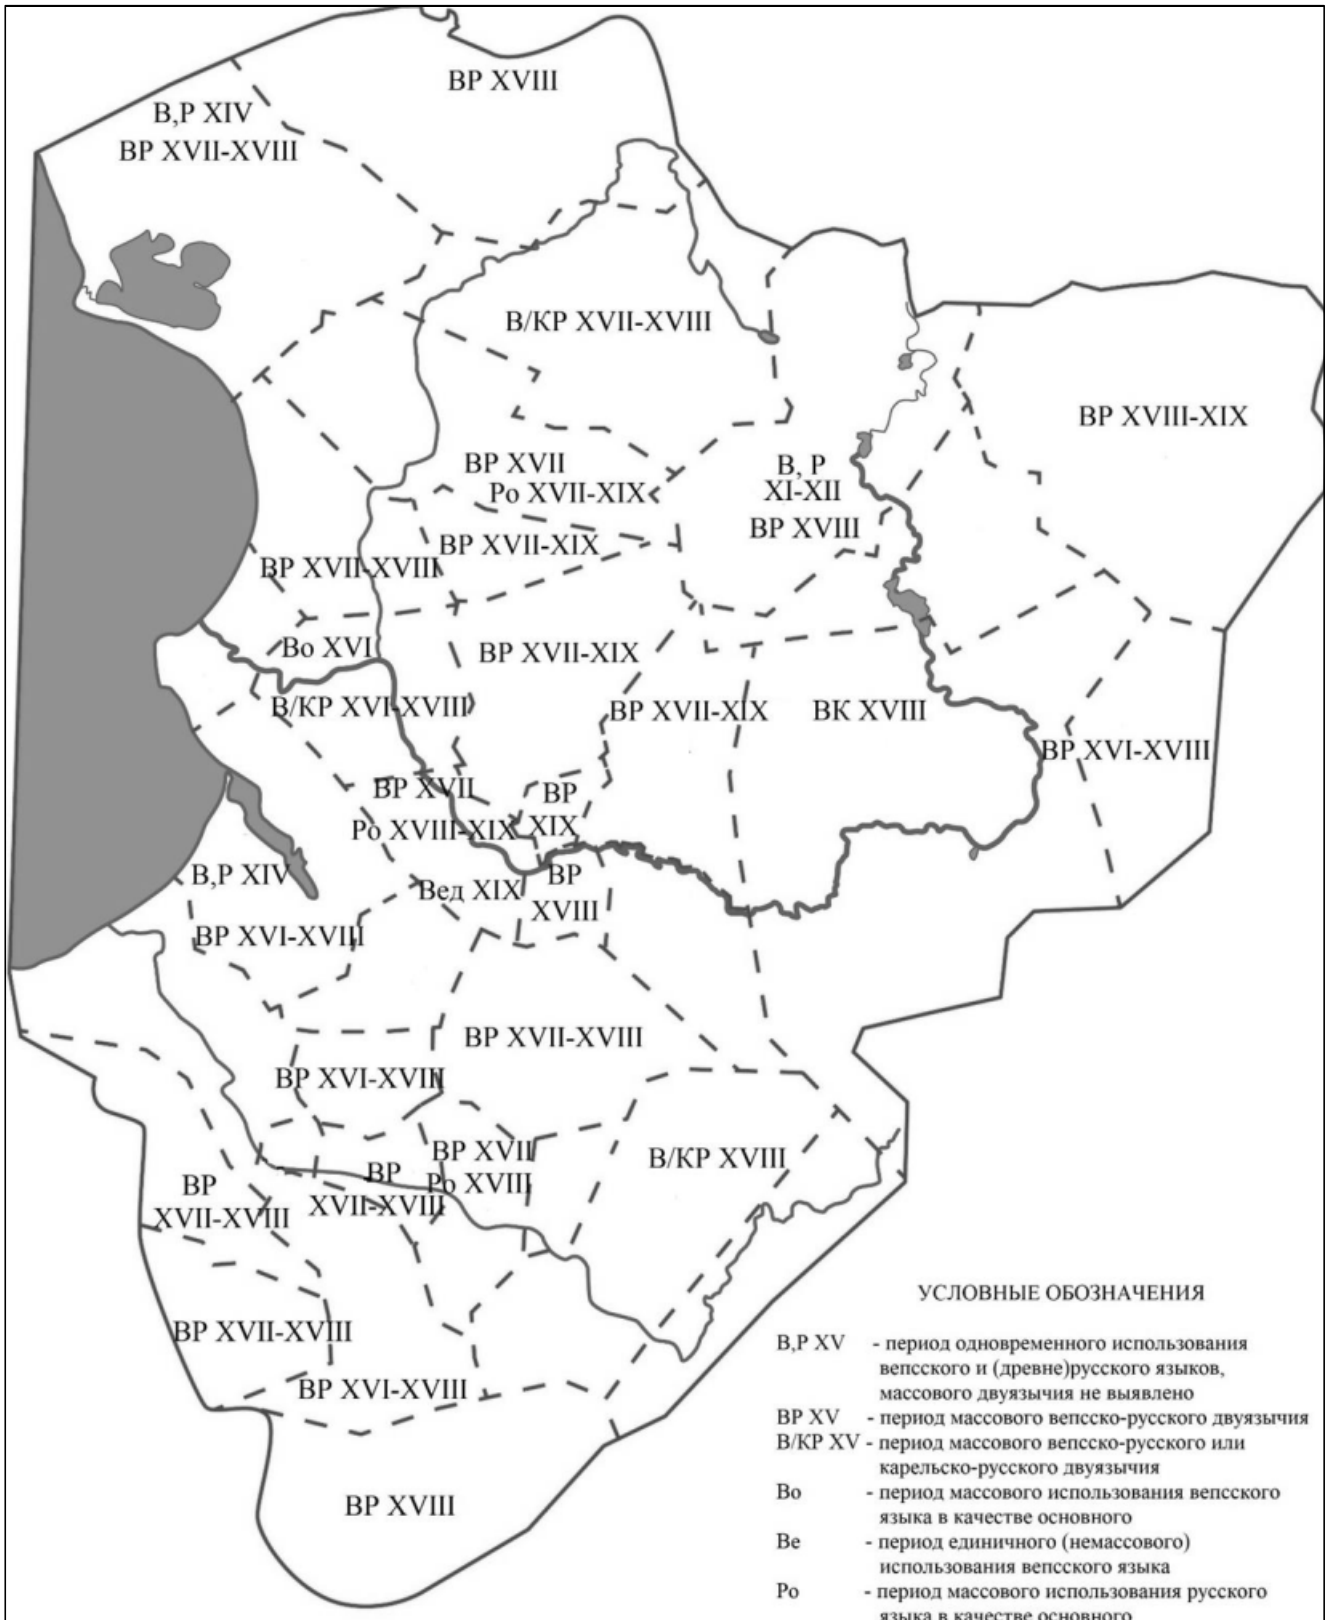 ВР XVIII
В,Р XIV
ВР XVII-XVIII
В/КР XVII-XVIII
ВР XVIII-XIX
ВР XVII
Ро XVII-XIX
В, Р
XI-XII
ВР XVIII
ВР XVII-XIX
ВР XVII-XVIII
Во XVI
ВР XVII-XIX
В/КР XVI-XVIII
ВР XVII-XIX
ВК XVIII
ВР XVI-XVIII
ВР XVII
Ро XVIII-XIX
ВР
XIX
В,Р XIV
ВР XVI-XVIII
Вед XIX
ВР
XVIII
ВР XVII-XVIII
ВР XVI-XVIII
ВР XVII
Ро XVIII
В/КР XVIII
ВР
XVII-XVIII
ВР
XVII-XVIII
ВР XVII-XVIII
ВР XVI-XVIII
ВР XVIII
УСЛОВНЫЕ ОБОЗНАЧЕНИЯ
В,Р XV - период одновременного использования
вепсского и (древне)русского языков,
массового двуязычия не выявлено
ВР XV - период массового вепсско-русского двуязычия
В/КР XV - период массового вепсско-русского или
карельско-русского двуязычия
Во - период массового использования вепсского
языка в качестве основного
Ве - период единичного (немассового)
использования вепсского языка
Ро - период массового использования русского
языка в качестве основного